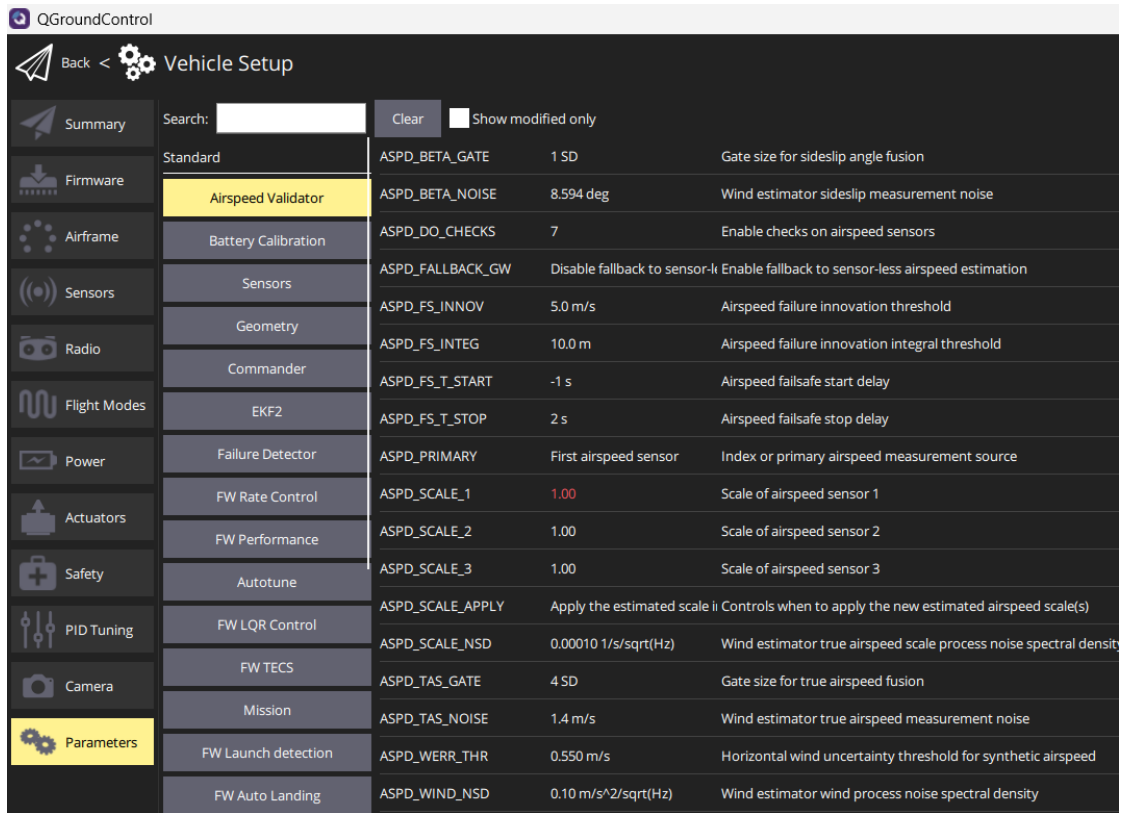 QGroundControl
Back < Vehicle Setup
Summary
Firmware
Airframe
Sensors
Radio
Flight Modes
Power
Actuators
Safety
PID Tuning
Camera
Parameters
Search: Clear Show modified only
Standard
Airspeed Validator
Battery Calibration
Sensors
Geometry
Commander
EKF2
Failure Detector
FW Rate Control
FW Performance
Autotune
FW LQR Control
FW TECS
Mission
FW Launch detection
FW Auto Landing
ASPD_BETA_GATE 1 SD Gate size for sideslip angle fusion
ASPD_BETA_NOISE 8.594 deg Wind estimator sideslip measurement noise
ASPD_DO_CHECKS 7 Enable checks on airspeed sensors
ASPD_FALLBACK_GW Disable fallback to sensor-l Enable fallback to sensor-less airspeed estimation
ASPD_FS_INNOV 5.0 m/s Airspeed failure innovation threshold
ASPD_FS_INTEG 10.0 m Airspeed failure innovation integral threshold
ASPD_FS_T_START -1 s Airspeed failsafe start delay
ASPD_FS_T_STOP 2 s Airspeed failsafe stop delay
ASPD_PRIMARY First airspeed sensor Index or primary airspeed measurement source
ASPD_SCALE_1 1.00 Scale of airspeed sensor 1
ASPD_SCALE_2 1.00 Scale of airspeed sensor 2
ASPD_SCALE_3 1.00 Scale of airspeed sensor 3
ASPD_SCALE_APPLY Apply the estimated scale i Controls when to apply the new estimated airspeed scale(s)
ASPD_SCALE_NSD 0.00010 1/s/sqrt(Hz) Wind estimator true airspeed scale process noise spectral density
ASPD_TAS_GATE 4 SD Gate size for true airspeed fusion
ASPD_TAS_NOISE 1.4 m/s Wind estimator true airspeed measurement noise
ASPD_WERR_THR 0.550 m/s Horizontal wind uncertainty threshold for synthetic airspeed
ASPD_WIND_NSD 0.10 m/s^2/sqrt(Hz) Wind estimator wind process noise spectral density